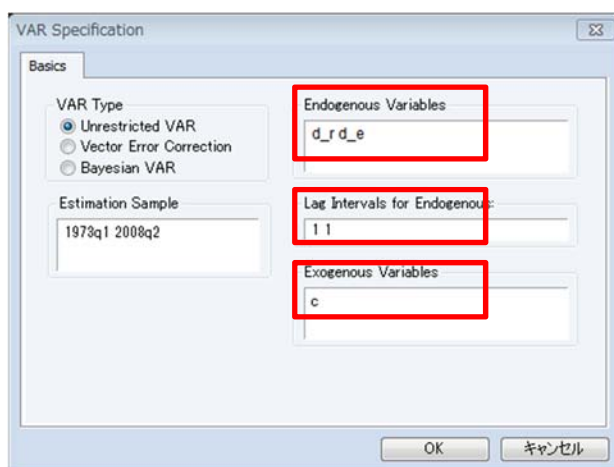 VAR Specification
Basics
VAR Type
Unrestricted VAR
Vector Error Correction
Bayesian VAR
Estimation Sample
1973q1 2008q2
Endogenous Variables
d_r d_e
Lag Intervals for Endogenous:
1 1
Exogenous Variables
c
OK
キャンセル